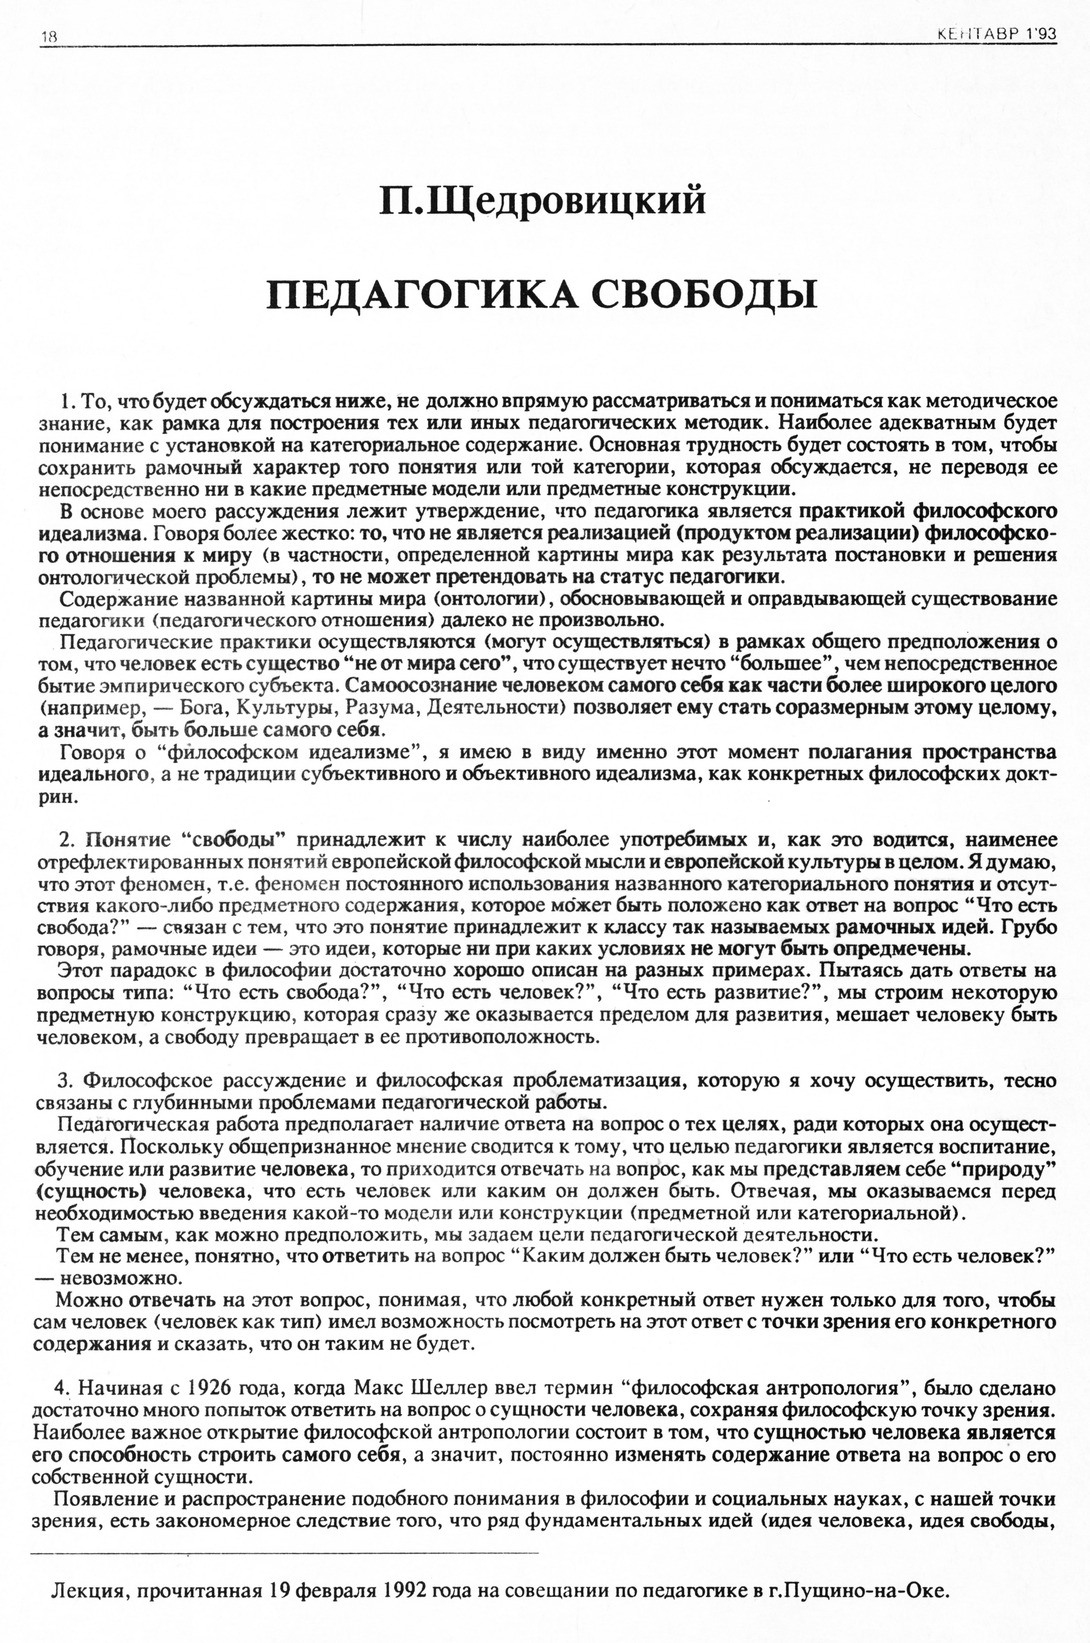 18
КЕНТАВР 1'93
П.Щедровицкий
ПЕДАГОГИКА СВОБОДЫ
1. То, что будет обсуждаться ниже, не должно впрямую рассматриваться и пониматься как методическое
знание, как рамка для построения тех или иных педагогических методик. Наиболее адекватным будет
понимание с установкой на категориальное содержание. Основная трудность будет состоять в том, чтобы
сохранить рамочный характер того понятия или той категории, которая обсуждается, не переводя ее
непосредственно ни в какие предметные модели или предметные конструкции.
В основе моего рассуждения лежит утверждение, что педагогика является практикой философского
идеализма. Говоря более жестко: то, что не является реализацией (продуктом реализации) философско-
го отношения к миру (в частности, определенной картины мира как результата постановки и решения
онтологической проблемы), то не может претендовать на статус педагогики.
Содержание названной картины мира (онтологии), обосновывающей и оправдывающей существование
педагогики (педагогического отношения) далеко не произвольно.
Педагогические практики осуществляются (могут осуществляться) в рамках общего предположения о
том, что человек есть существо “не от мира сего”, что существует нечто “большее”, чем непосредственное
бытие эмпирического субъекта. Самоосознание человеком самого себя как части более широкого целого
(например, — Бога, Культуры, Разума, Деятельности) позволяет ему стать соразмерным этому целому,
а значит, быть больше самого себя.
Говоря о “философском идеализме”, я имею в виду именно этот момент полагания пространства
идеального, а не традиции субъективного и объективного идеализма, как конкретных философских докт-
рин.
2. Понятие “свободы” принадлежит к числу наиболее употребимых и, как это водится, наименее
отрефлектированных понятий европейской философской мысли и европейской культуры в целом. Я думаю,
что этот феномен, т.е. феномен постоянного использования названного категориального понятия и отсут-
ствия какого-либо предметного содержания, которое может быть положено как ответ на вопрос “Что есть
свобода?” — связан с тем, что это понятие принадлежит к классу так называемых рамочных идей. Грубо
говоря, рамочные идеи — это идеи, которые ни при каких условиях не могут быть опредмечены.
Этот парадокс в философии достаточно хорошо описан на разных примерах. Пытаясь дать ответы на
вопросы типа: “Что есть свобода?”, “Что есть человек?”, “Что есть развитие?”, мы строим некоторую
предметную конструкцию, которая сразу же оказывается пределом для развития, мешает человеку быть
человеком, а свободу превращает в ее противоположность.
3. Философское рассуждение и философская проблематизация, которую я хочу осуществить, тесно
связаны с глубинными проблемами педагогической работы.
Педагогическая работа предполагает наличие ответа на вопрос о тех целях, ради которых она осущест-
вляется. Поскольку общепризнанное мнение сводится к тому, что целью педагогики является воспитание,
обучение или развитие человека, то приходится отвечать на вопрос, как мы представляем себе “природу”
(сущность) человека, что есть человек или каким он должен быть. Отвечая, мы оказываемся перед
необходимостью введения какой-то модели или конструкции (предметной или категориальной).
Тем самым, как можно предположить, мы задаем цели педагогической деятельности.
Тем не менее, понятно, что ответить на вопрос “Каким должен быть человек?” или “Что есть человек?”
— невозможно.
Можно отвечать на этот вопрос, понимая, что любой конкретный ответ нужен только для того, чтобы
сам человек (человек как тип) имел возможность посмотреть на этот ответ с точки зрения его конкретного
содержания и сказать, что он таким не будет.
4. Начиная с 1926 года, когда Макс Шеллер ввел термин “философская антропология”, было сделано
достаточно много попыток ответить на вопрос о сущности человека, сохраняя философскую точку зрения.
Наиболее важное открытие философской антропологии состоит в том, что сущностью человека является
его способность строить самого себя, а значит, постоянно изменять содержание ответа на вопрос о его
собственной сущности.
Появление и распространение подобного понимания в философии и социальных науках, с нашей точки
зрения, есть закономерное следствие того, что ряд фундаментальных идей (идея человека, идея свободы,
Лекция, прочитанная 19 февраля 1992 года на совещании по педагогике в г.Пущино-на-Оке.